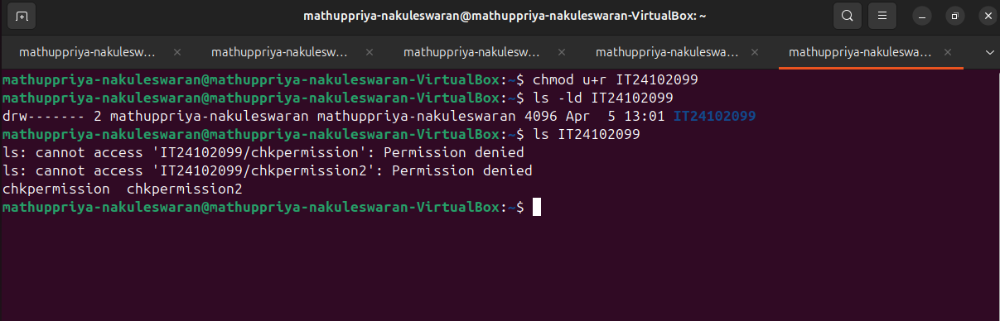 mathuppriya-nakuleswaran@mathuppriya-nakuleswaran-VirtualBox: ~
mathuppriya-nakulesw... mathuppriya-nakulesw... mathuppriya-nakulesw... mathuppriya-nakuleswa... mathuppriya-nakuleswa...
mathuppriya-nakuleswaran@mathuppriya-nakuleswaran-VirtualBox:~$ chmod u+r IT24102099
mathuppriya-nakuleswaran@mathuppriya-nakuleswaran-VirtualBox:~$ ls -ld IT24102099
drw------- 2 mathuppriya-nakuleswaran mathuppriya-nakuleswaran 4096 Apr  5 13:01 IT24102099
mathuppriya-nakuleswaran@mathuppriya-nakuleswaran-VirtualBox:~$ ls IT24102099
ls: cannot access 'IT24102099/chkpermission': Permission denied
ls: cannot access 'IT24102099/chkpermission2': Permission denied
chkpermission  chkpermission2
mathuppriya-nakuleswaran@mathuppriya-nakuleswaran-VirtualBox:~$